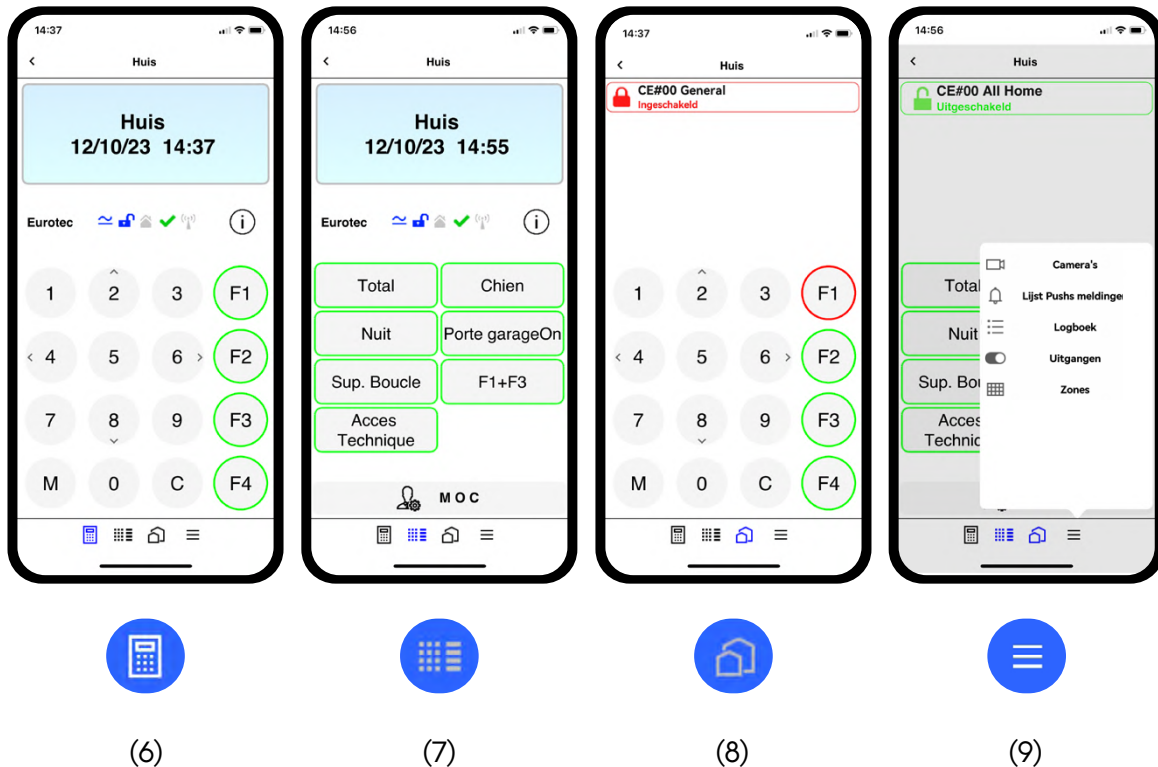 14:37
Huis
Huis
12/10/23 14:37
Eurotec
i
1 2 3 F1
4 5 6 F2
7 8 9 F3
M 0 C F4
(6)
14:56
Huis
Huis
12/10/23 14:55
Eurotec
i
Total Chien
Nuit Porte garageOn
Sup. Boucle F1+F3
Acces
Technique
MOC
(7)
14:37
Huis
CE#00 General
Ingeschakeld
1 2 3 F1
4 5 6 F2
7 8 9 F3
M 0 C F4
(8)
14:56
Huis
CE#00 All Home
Uitgeschakeld
Total
Nuit
Sup. Bou
Acces
Technic
Camera's
Lijst Pushs meldinger
Logboek
Uitgangen
Zones
(9)